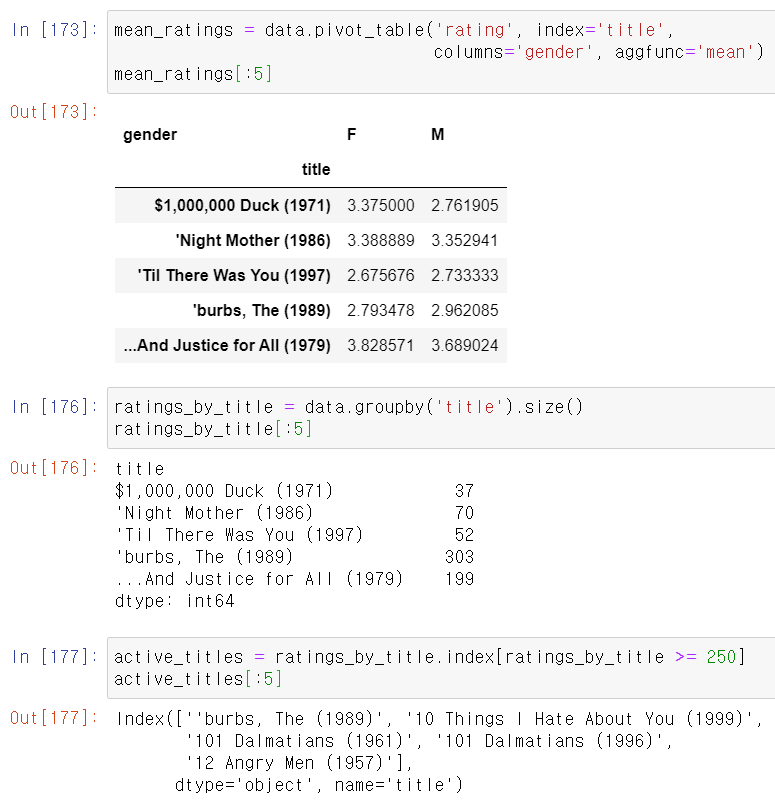 In [173]: mean_ratings = data.pivot_table('rating', index='title',
columns='gender', aggfunc='mean')
mean_ratings[:5]
Out[173]:
gender F M
title
$1,000,000 Duck (1971) 3.375000 2.761905
'Night Mother (1986) 3.388889 3.352941
'Til There Was You (1997) 2.675676 2.733333
'burbs, The (1989) 2.793478 2.962085
...And Justice for All (1979) 3.828571 3.689024
In [176]: ratings_by_title = data.groupby('title').size()
ratings_by_title[:5]
Out[176]: title
$1,000,000 Duck (1971) 37
'Night Mother (1986) 70
'Til There Was You (1997) 52
'burbs, The (1989) 303
...And Justice for All (1979) 199
dtype: int64
In [177]: active_titles = ratings_by_title.index[ratings_by_title >= 250]
active_titles[:5]
Out[177]: Index([''burbs, The (1989)', '10 Things I Hate About You (1999)',
'101 Dalmatians (1961)', '101 Dalmatians (1996)',
'12 Angry Men (1957)'],
dtype='object', name='title')